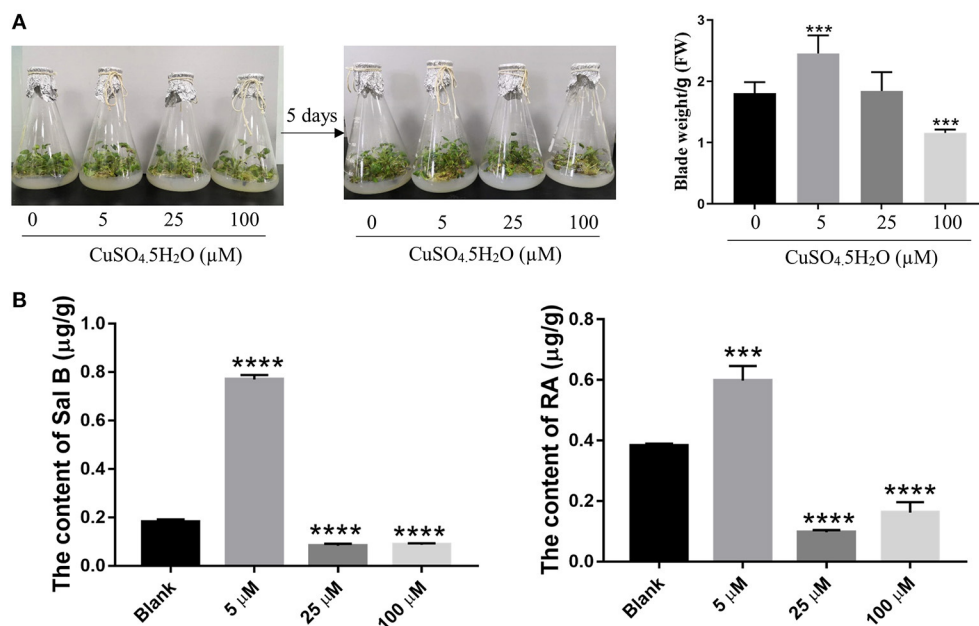 A
5 days
0 5 25 100
CuSO₄.5H₂O (µM)
0 5 25 100
CuSO₄.5H₂O (µM)
Blade weight/g (FW)
3
2
1
0
***
***
0 5 25 100
CuSO₄.5H₂O (µM)
B
The content of Sal B (µg/g)
1.0
0.8
0.6
0.4
0.2
0.0
****
****
****
Blank 5 µM 25 µM 100 µM
The content of RA (µg/g)
0.8
0.6
0.4
0.2
0.0
***
****
****
Blank 5 µM 25 µM 100 µM